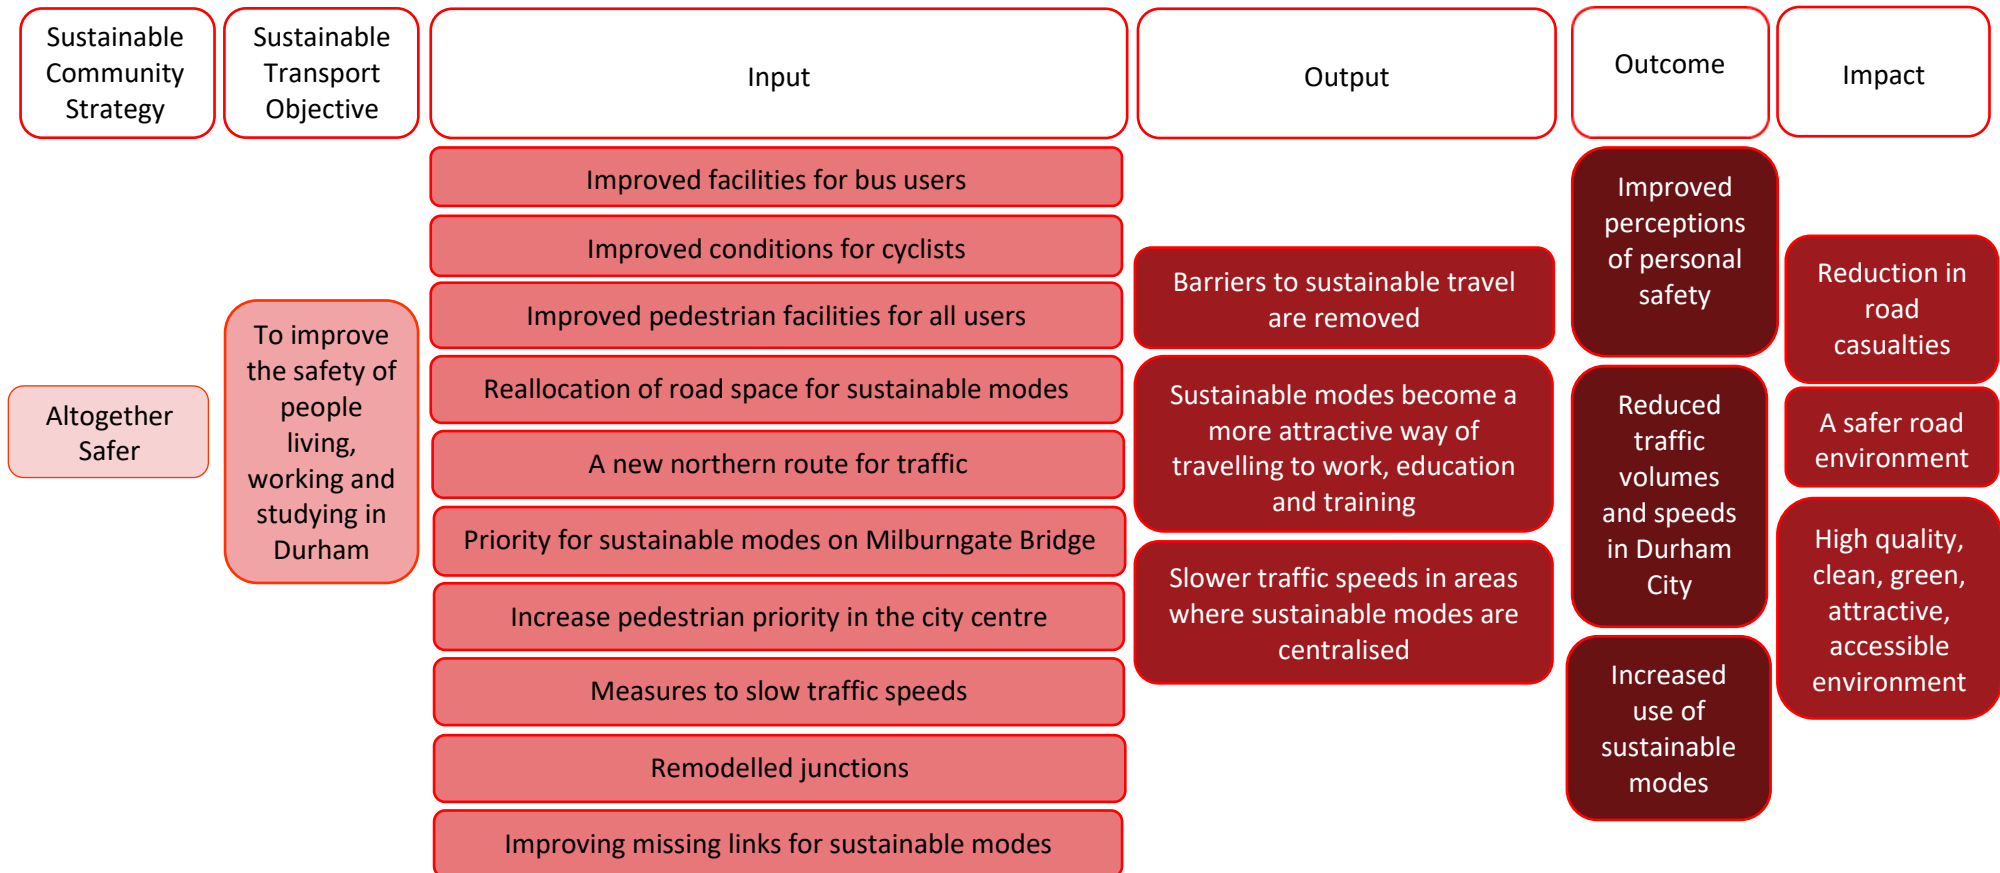 Sustainable
Community
Strategy
Sustainable
Transport
Objective
Input
Output
Outcome
Impact
Altogether
Safer
To improve
the safety of
people
living,
working and
studying in
Durham
Improved facilities for bus users
Improved conditions for cyclists
Improved pedestrian facilities for all users
Reallocation of road space for sustainable modes
A new northern route for traffic
Priority for sustainable modes on Milburngate Bridge
Increase pedestrian priority in the city centre
Measures to slow traffic speeds
Remodelled junctions
Improving missing links for sustainable modes
Barriers to sustainable travel
are removed
Sustainable modes become a
more attractive way of
travelling to work, education
and training
Slower traffic speeds in areas
where sustainable modes are
centralised
Improved
perceptions
of personal
safety
Reduced
traffic
volumes
and speeds
in Durham
City
Increased
use of
sustainable
modes
Reduction in
road
casualties
A safer road
environment
High quality,
clean, green,
attractive,
accessible
environment